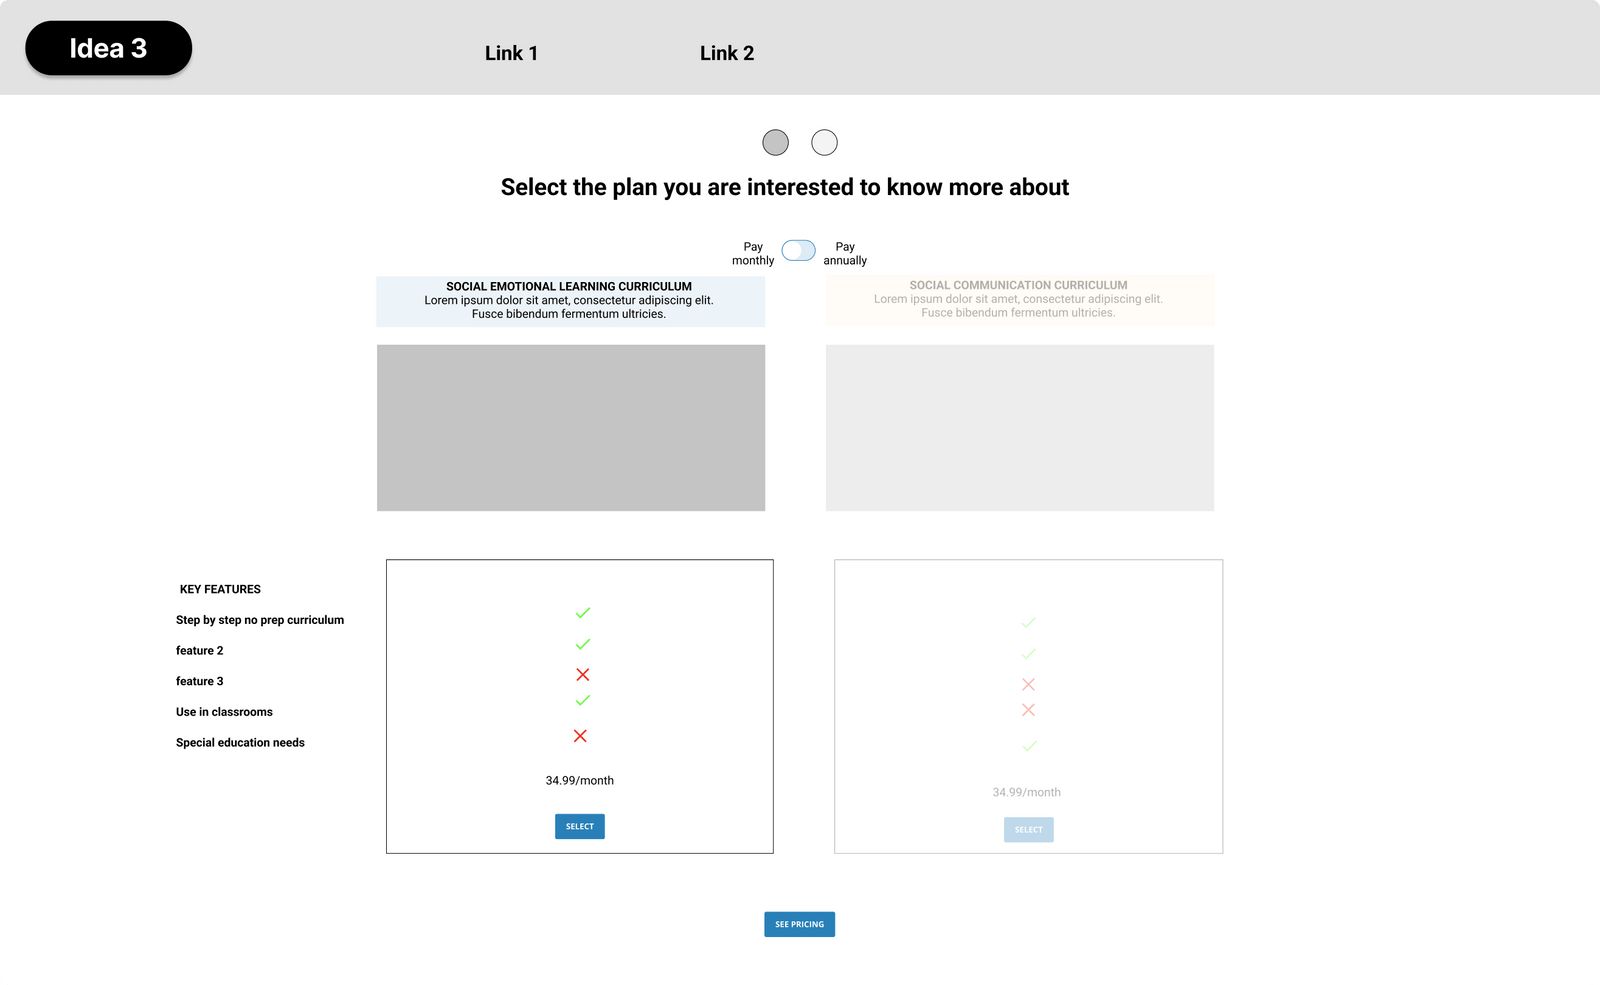 Idea 3
Link 1
Link 2
Select the plan you are interested to know more about
Pay
monthly
Pay
annually
SOCIAL EMOTIONAL LEARNING CURRICULUM
Lorem ipsum dolor sit amet, consectetur adipiscing elit.
Fusce bibendum fermentum ultricies.
SOCIAL COMMUNICATION CURRICULUM
Lorem ipsum dolor sit amet, consectetur adipiscing elit.
Fusce bibendum fermentum ultricies.
KEY FEATURES
Step by step no prep curriculum
feature 2
feature 3
Use in classrooms
Special education needs
34.99/month
SELECT
34.99/month
SELECT
SEE PRICING